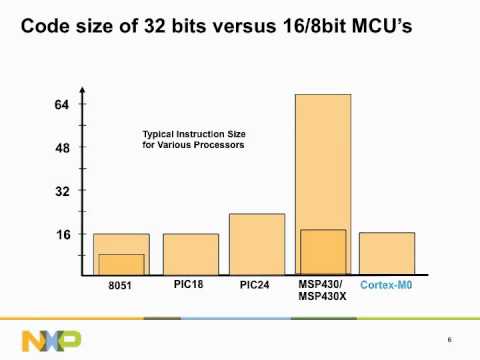 Code size of 32 bits versus 16/8bit MCU's
64
48
32
16
Typical Instruction Size
for Various Processors
8051
PIC18
PIC24
MSP430/
MSP430X
Cortex-M0
NXP
6